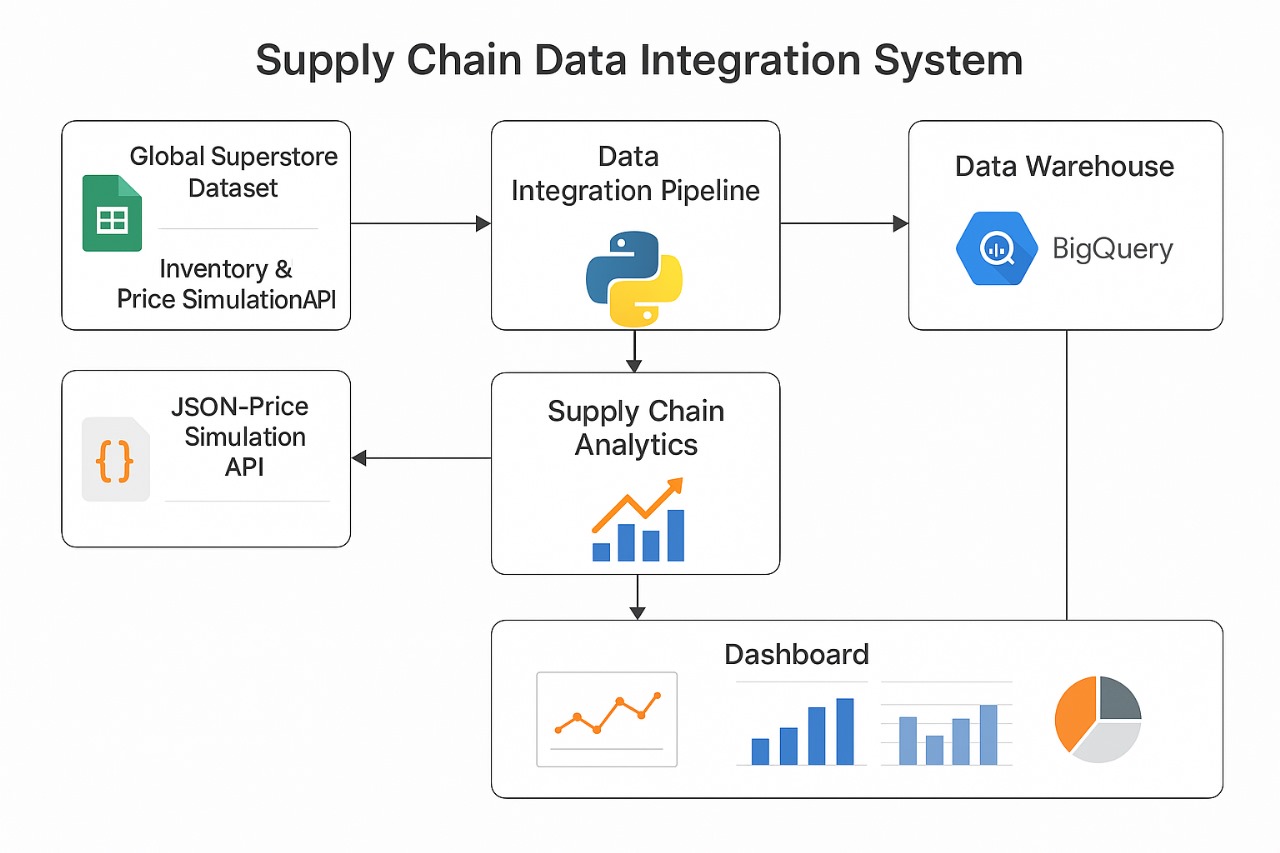 Supply Chain Data Integration System
Global Superstore
Dataset
Inventory &
Price SimulationAPI
Data
Integration Pipeline
Data Warehouse
BigQuery
JSON-Price
Simulation
API
{}
Supply Chain
Analytics
Dashboard